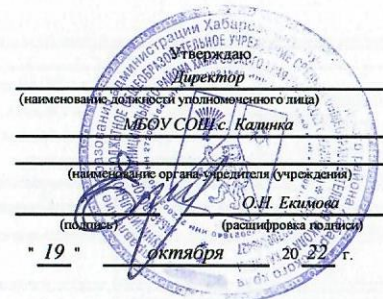 Утверждаю
Директор
(наименование должности уполномоченного лица)
МБОУ СОШ с. Калинка
(наименование органа-учредителя (учреждения)
О.Н. Екимова
(подпись) (расшифровка подписи)
" 19 " октября 20 22 г.